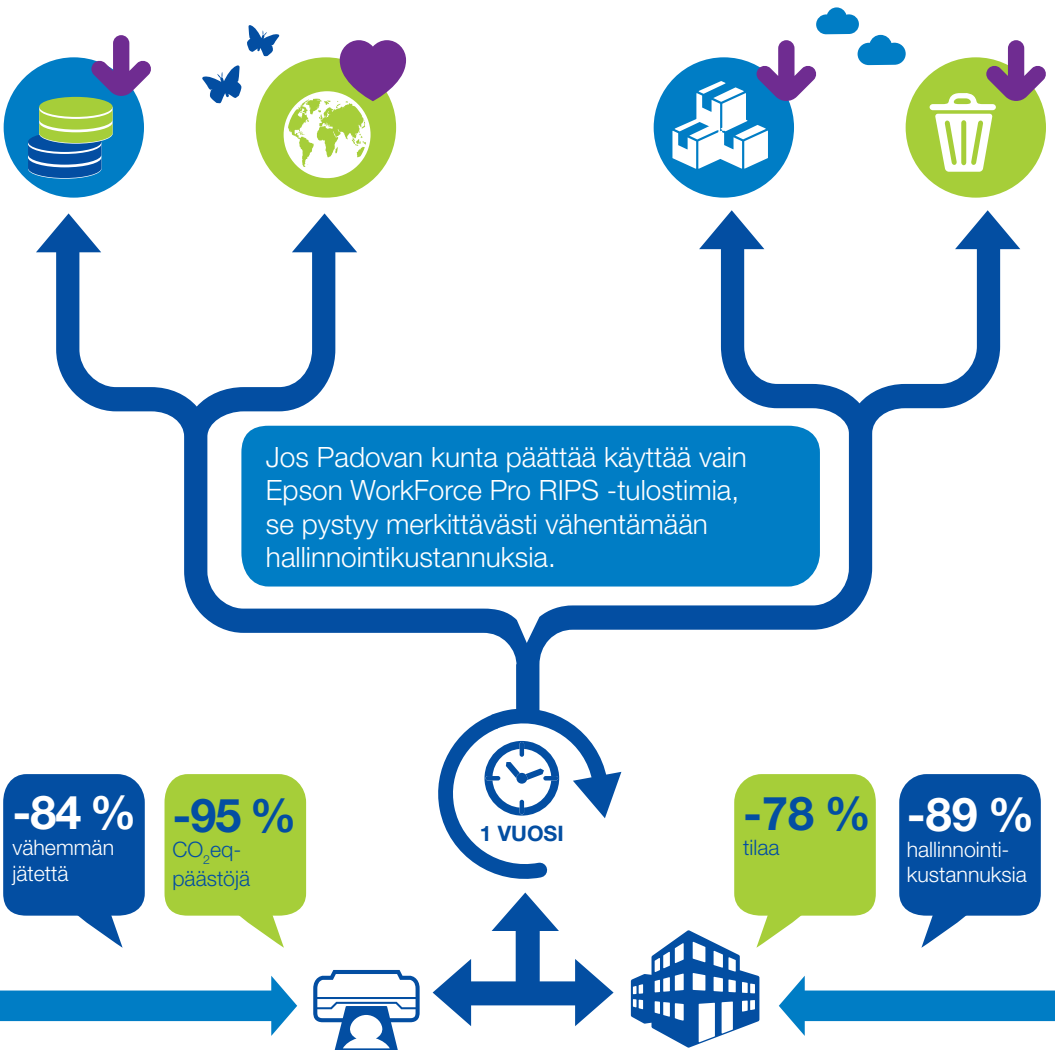 Jos Padovan kunta päättää käyttää vain
Epson WorkForce Pro RIPS -tulostimia,
se pystyy merkittävästi vähentämään
hallinnointikustannuksia.
1 VUOSI
-84 %
vähemmän
jätettä
-95 %
CO₂eq-
päästöjä
-78 %
tilaa
-89 %
hallinnointi-
kustannuksia